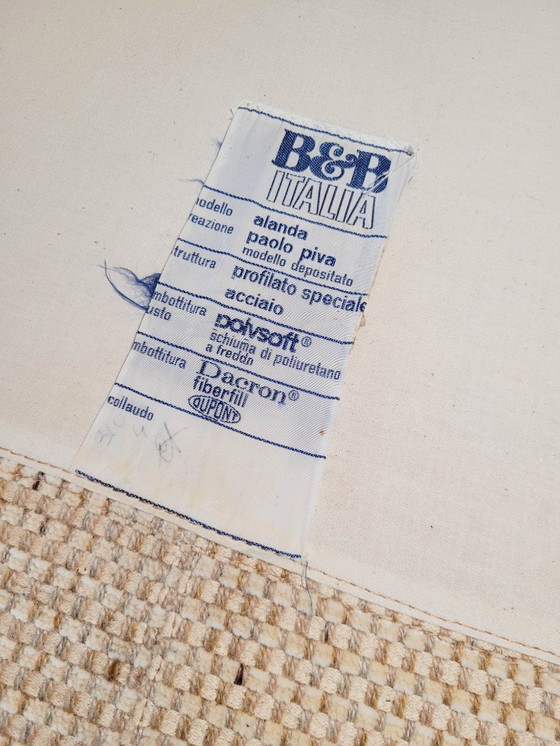 B&B
ITALIA
odello alanda
reazione paolo piva
modello depositato
truttura profilato speciale
acciaio
mbottitura polysoft®
usto schiuma di poliuretano
a freddo
mbottitura Dacron®
fiberfill
DUPONT
collaudo